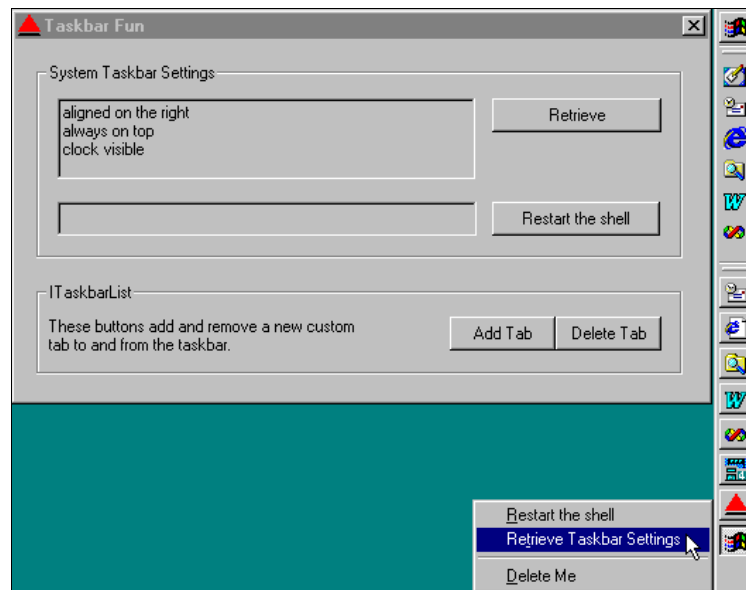 Taskbar Fun
System Taskbar Settings
aligned on the right
always on top
clock visible
Retrieve
Restart the shell
ITaskbarList
These buttons add and remove a new custom
tab to and from the taskbar.
Add Tab
Delete Tab
Restart the shell
Retrieve Taskbar Settings
Delete Me